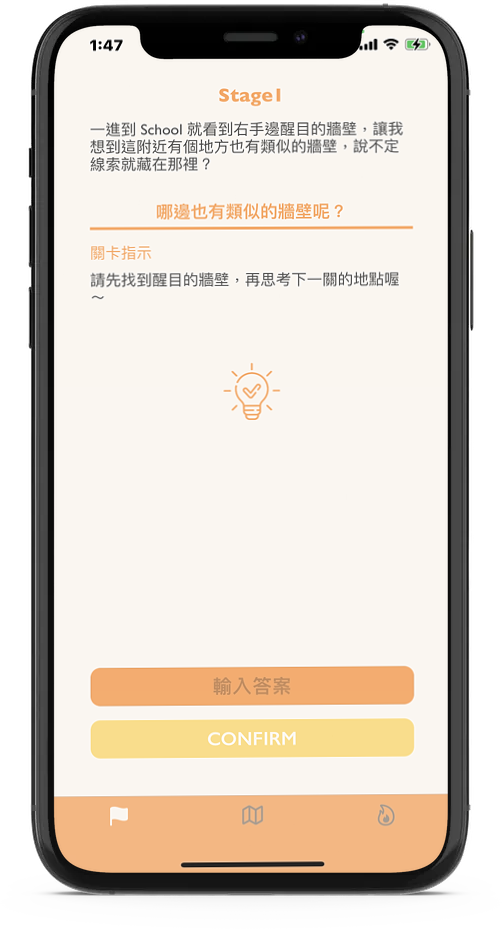 1:47
Stage1
一進到 School 就看到右手邊醒目的牆壁，讓我
想到這附近有個地方也有類似的牆壁，說不定
線索就藏在那裡？
哪邊也有類似的牆壁呢？
關卡指示
請先找到醒目的牆壁，再思考下一關的地點喔
～
輸入答案
CONFIRM